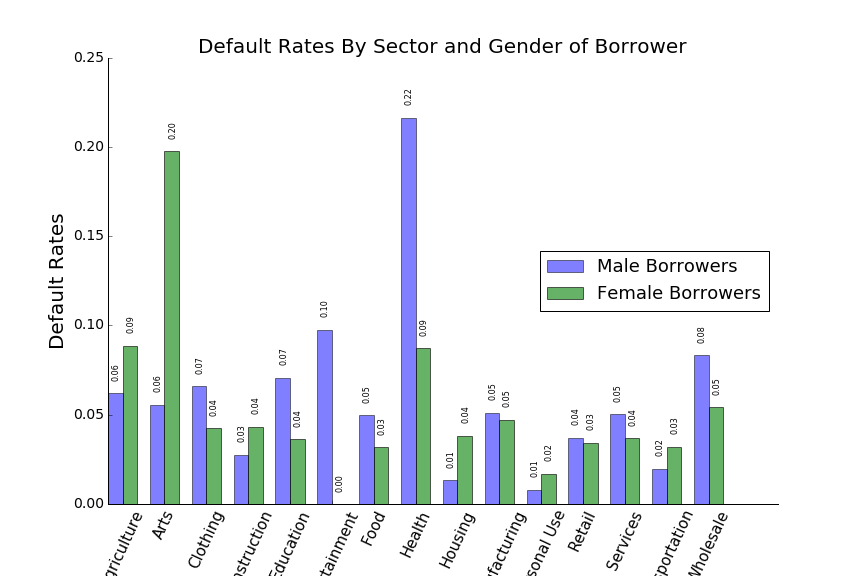 Default Rates By Sector and Gender of Borrower
0.25
0.20
0.15
0.10
0.05
0.00
Default Rates
0.06
0.09
0.06
0.20
0.07
0.04
0.03
0.04
0.07
0.04
0.10
0.00
0.05
0.03
0.22
0.09
0.01
0.04
0.05
0.05
0.01
0.02
0.04
0.03
0.05
0.04
0.02
0.03
0.08
0.05
Male Borrowers
Female Borrowers
griculture
Arts
Clothing
nstruction
Education
tainment
Food
Health
Housing
facturing
sonal Use
Retail
Services
sportation
Wholesale